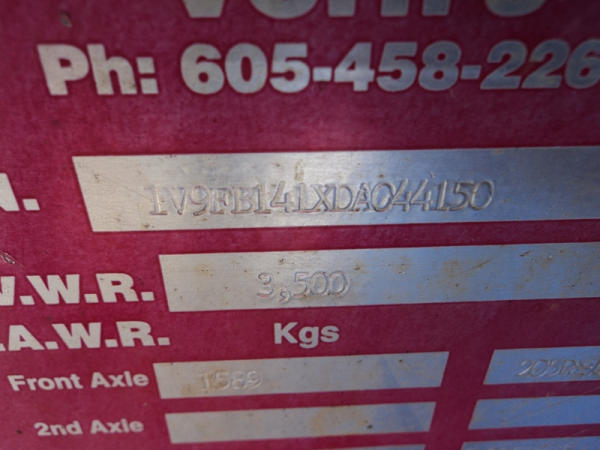 Ph: 605-458-226
N. 1V9FB141XDA044150
V.W.R. 3,500
.A.W.R. Kgs
Front Axle 1589
2nd Axle